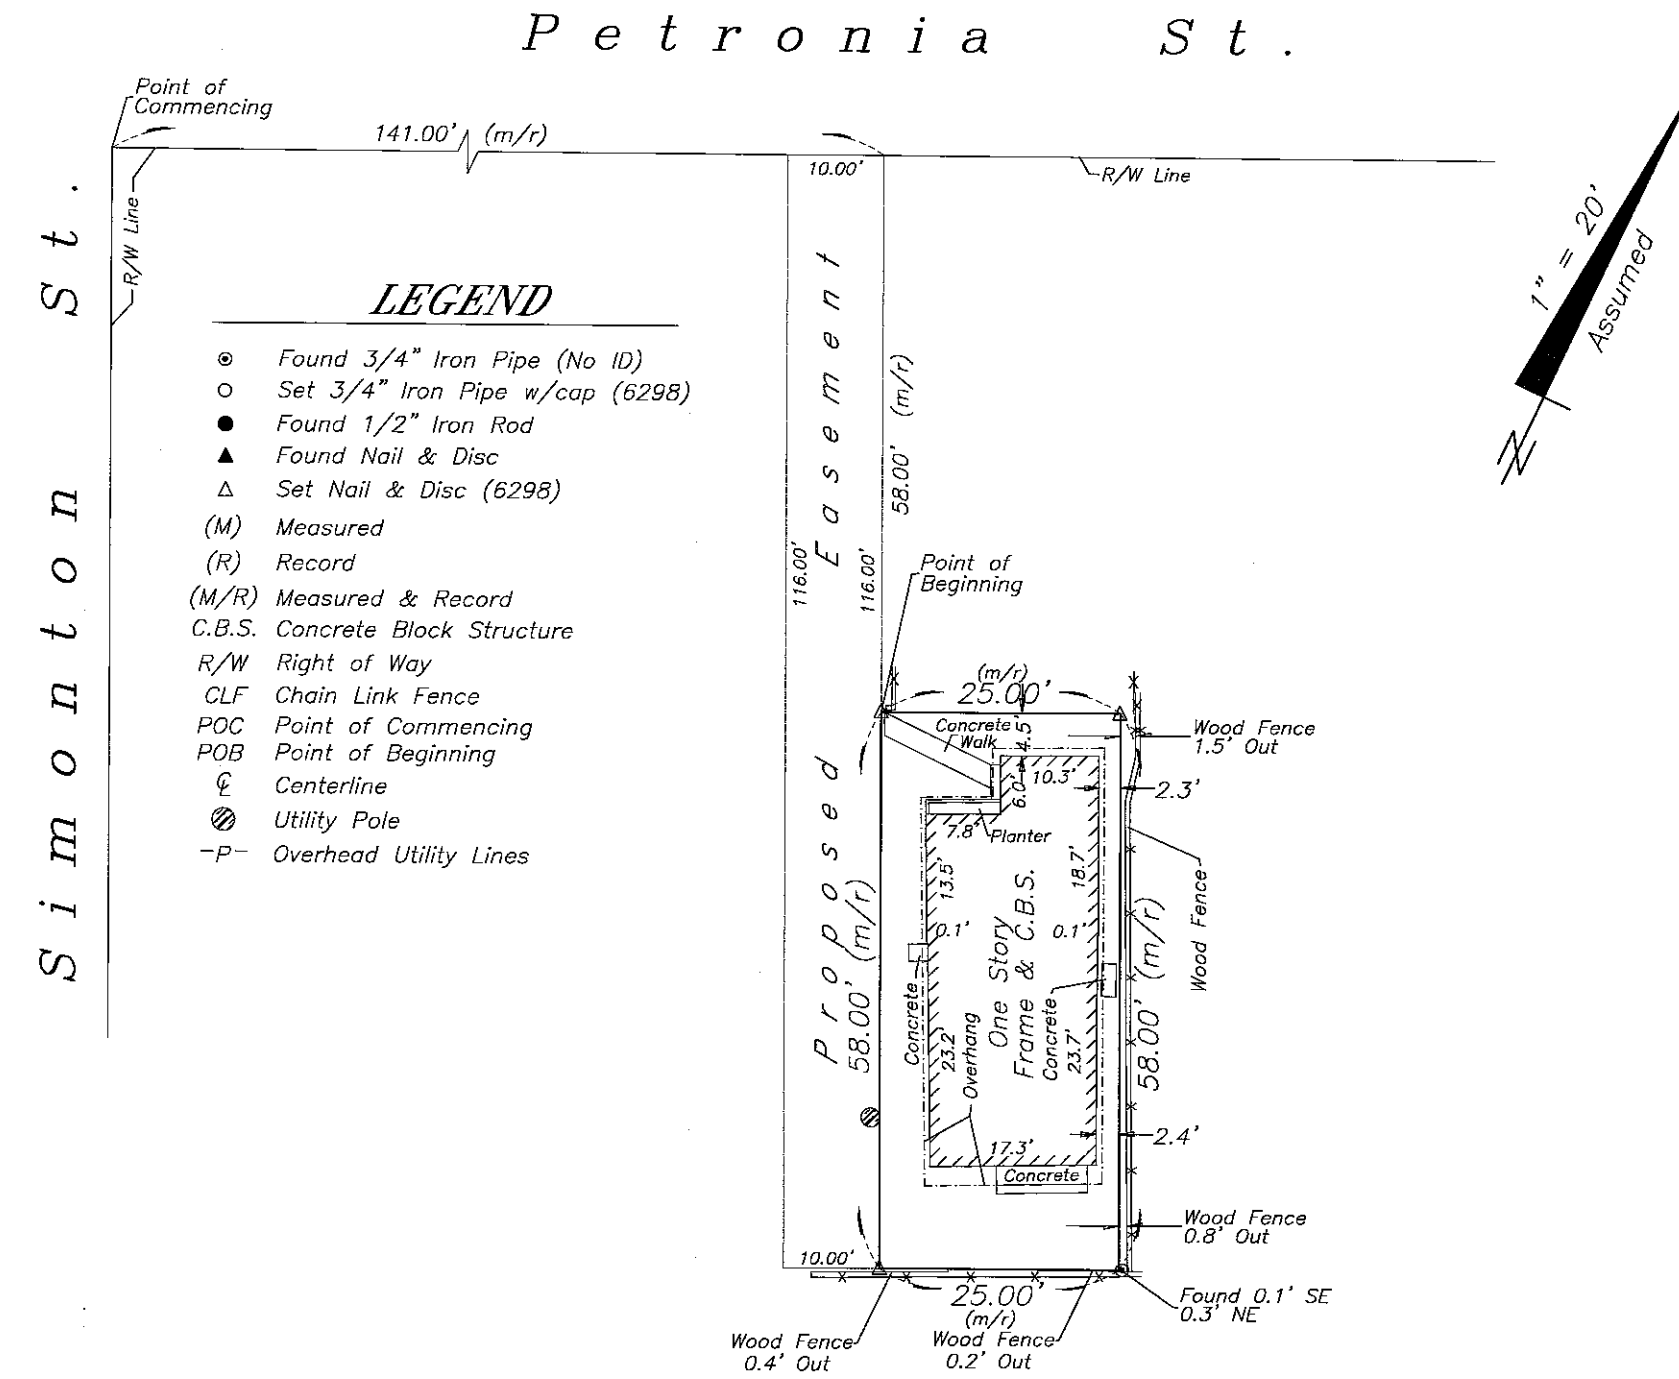 Petronia St.
Point of
Commencing
141.00' (m/r)
10.00'
R/W Line
R/W Line
Simonton St.
1" = 20'
Assumed
N
LEGEND
Found 3/4" Iron Pipe (No ID)
Set 3/4" Iron Pipe w/cap (6298)
Found 1/2" Iron Rod
Found Nail & Disc
Set Nail & Disc (6298)
(M) Measured
(R) Record
(M/R) Measured & Record
C.B.S. Concrete Block Structure
R/W Right of Way
CLF Chain Link Fence
POC Point of Commencing
POB Point of Beginning
℄ Centerline
Utility Pole
-P- Overhead Utility Lines
Proposed Easement
58.00' (m/r)
116.00'
116.00'
Point of
Beginning
(m/r)
25.00'
Concrete
Walk
4.5'
Wood Fence
1.5' Out
10.3'
6.0'
2.3'
7.8'
Planter
13.5'
18.7'
0.1'
0.1'
One Story
Frame & C.B.S.
Concrete
Concrete
23.2'
23.7'
Overhang
58.00' (m/r)
58.00' (m/r)
Wood Fence
17.3'
2.4'
Concrete
Wood Fence
0.8' Out
10.00'
25.00'
(m/r)
Found 0.1' SE
0.3' NE
Wood Fence
0.4' Out
Wood Fence
0.2' Out